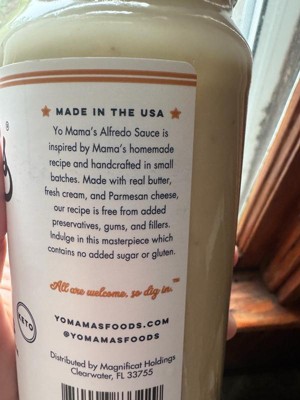 ®
MADE IN THE USA
Yo Mama's Alfredo Sauce is
inspired by Mama's homemade
recipe and handcrafted in small
batches. Made with real butter,
fresh cream, and Parmesan cheese,
our recipe is free from added
preservatives, gums, and fillers.
Indulge in this masterpiece which
contains no added sugar or gluten.
All are welcome, so dig in.™
KETO
YOMAMASFOODS.COM
@YOMAMASFOODS
Distributed by Magnificat Holdings
Clearwater, FL 33755